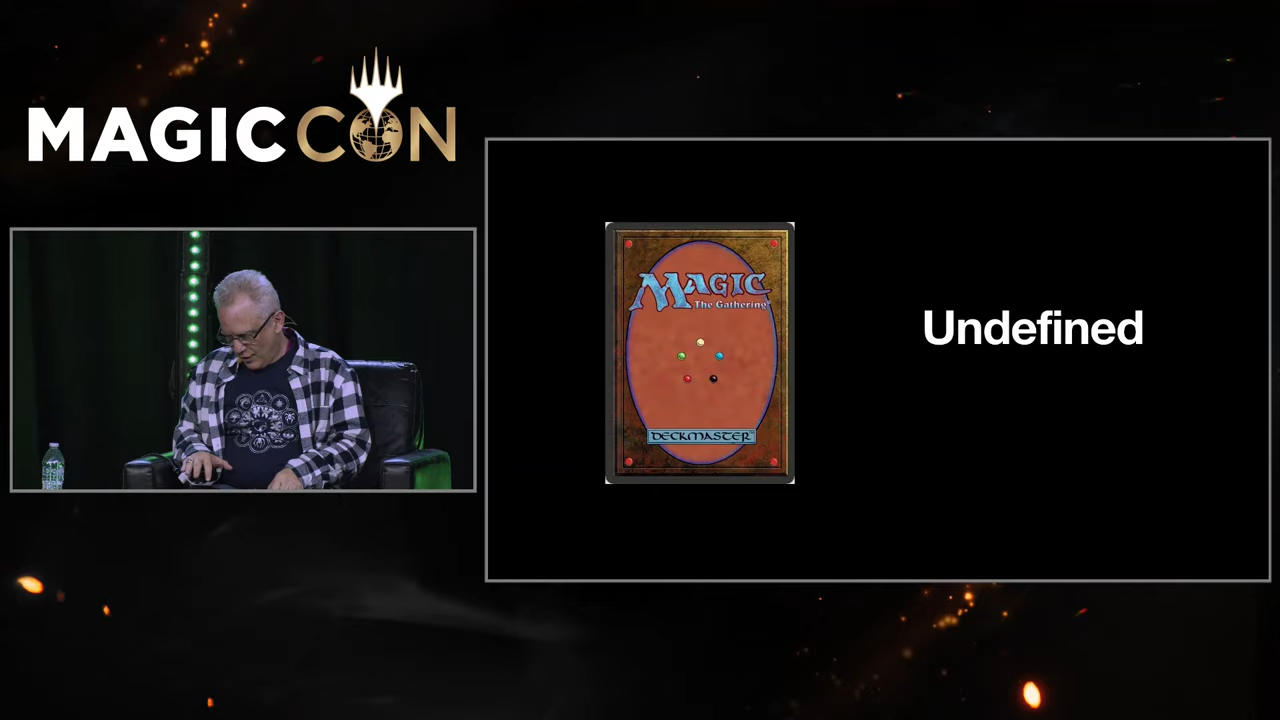 MAGICCON
MAGIC
The Gathering
DECKMASTER
Undefined